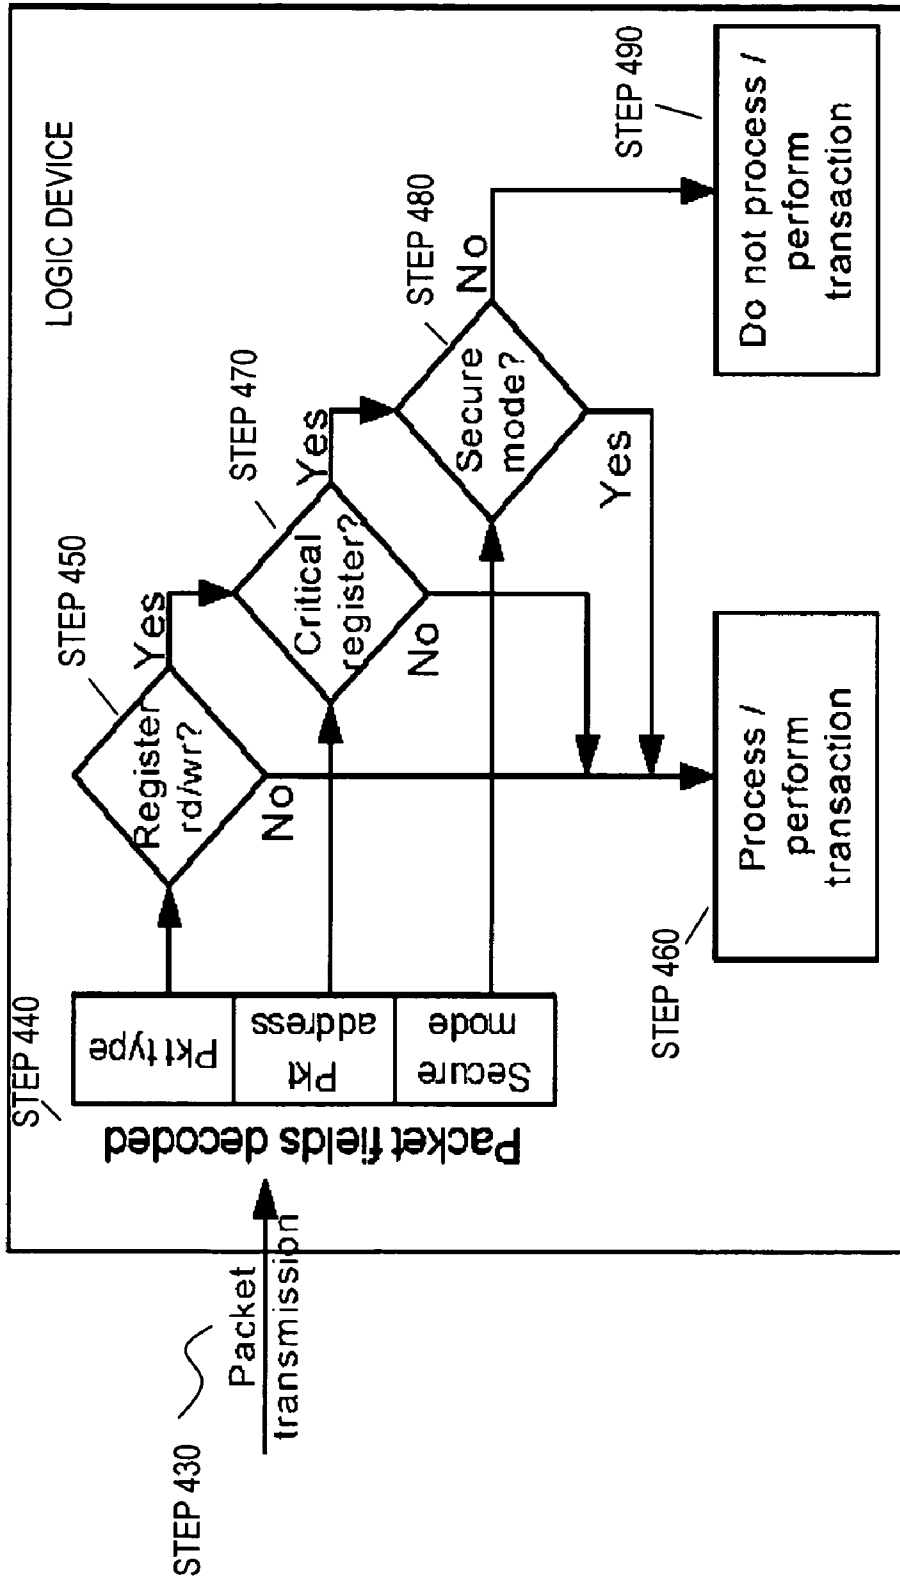 LOGIC DEVICE
STEP 430
Packet
transmission
STEP 440
Packet fields decoded
Pkt type
Pkt
address
Secure
mode
STEP 450
Register
rd/wr?
Yes
No
STEP 470
Critical
register?
Yes
No
STEP 480
Secure
mode?
No
Yes
STEP 460
Process /
perform
transaction
STEP 490
Do not process /
perform
transaction